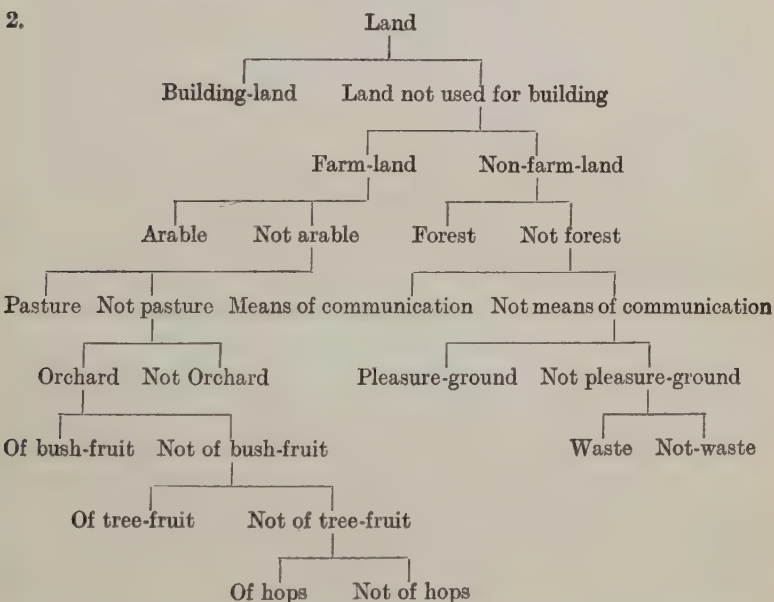 2.
Land
Building-land Land not used for building
Farm-land Non-farm-land
Arable Not arable Forest Not forest
Pasture Not pasture Means of communication Not means of communication
Orchard Not Orchard Pleasure-ground Not pleasure-ground
Of bush-fruit Not of bush-fruit Waste Not-waste
Of tree-fruit Not of tree-fruit
Of hops Not of hops